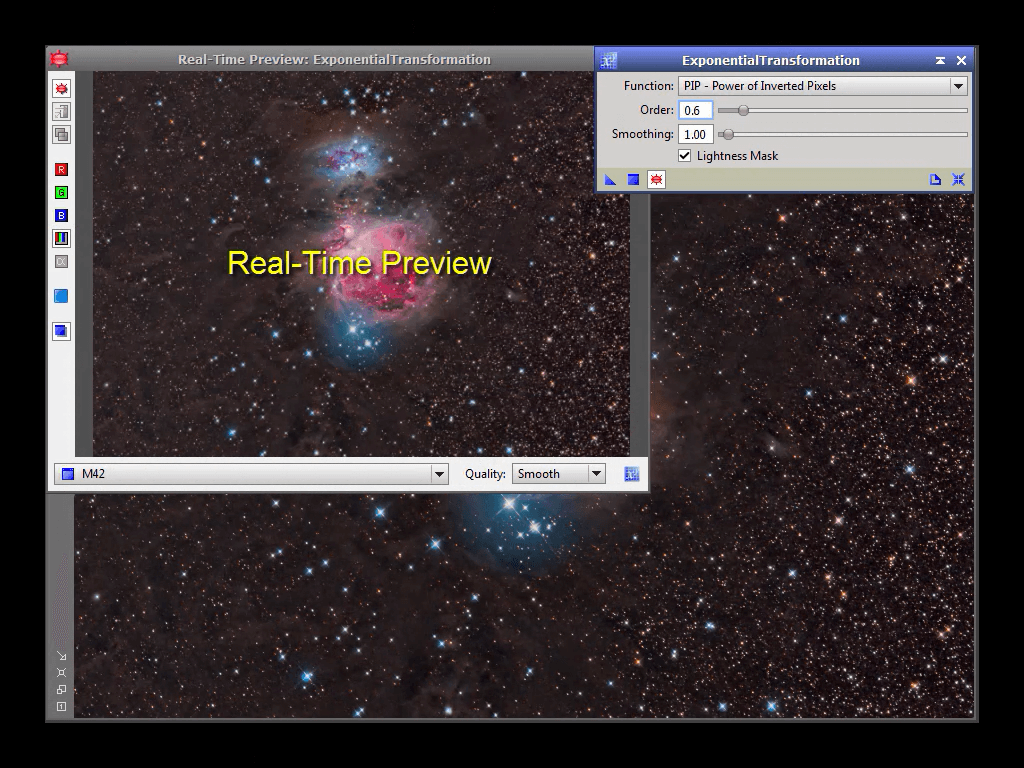 Real-Time Preview: ExponentialTransformation
ExponentialTransformation
Function: PIP - Power of Inverted Pixels
Order: 0.6
Smoothing: 1.00
Lightness Mask
R
G
B
α
Real-Time Preview
M42
Quality: Smooth
1